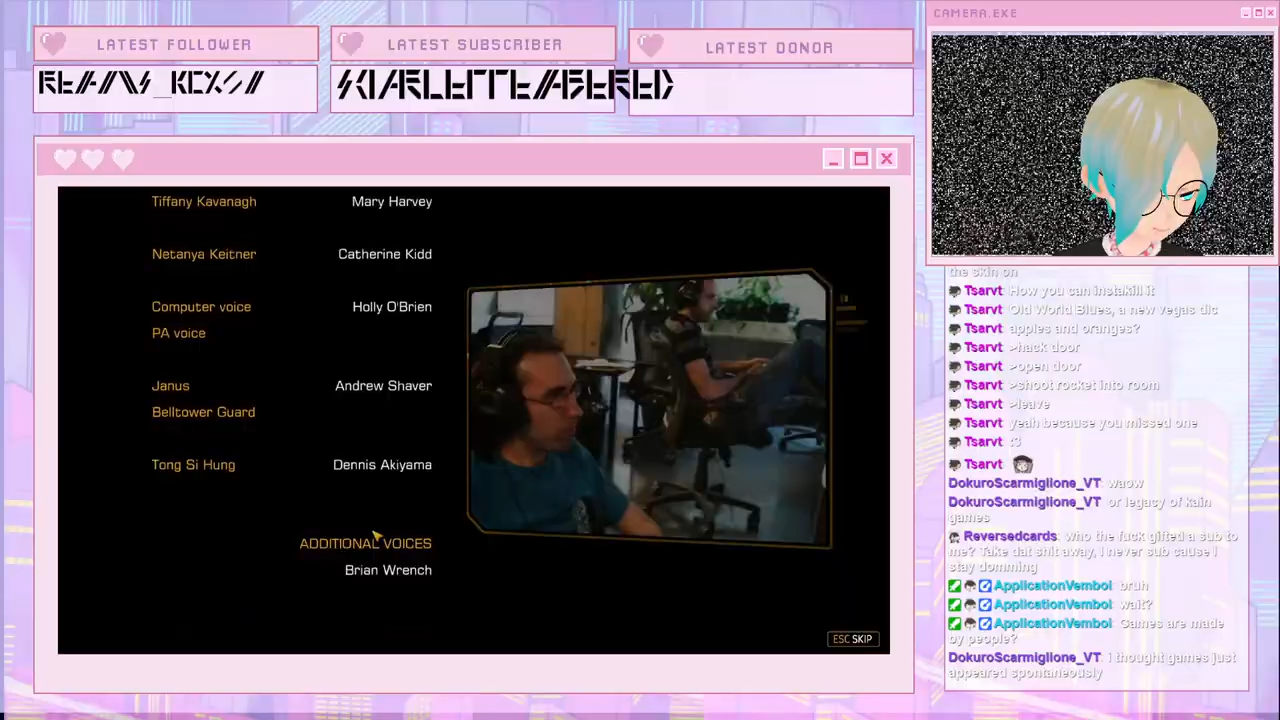 LATEST FOLLOWER
LATEST SUBSCRIBER
LATEST DONOR
CAMERA.EXE
Tiffany Kavanagh Mary Harvey
Netanya Keitner Catherine Kidd
Computer voice Holly O'Brien
PA voice
Janus Andrew Shaver
Belltower Guard
Tong Si Hung Dennis Akiyama
ADDITIONAL VOICES
Brian Wrench
ESC SKIP
the skin on
Tsarvt How you can instakill it
Tsarvt Old World Blues, a new vegas dlc
Tsarvt apples and oranges?
Tsarvt >hack door
Tsarvt >open door
Tsarvt >shoot rocket into room
Tsarvt >leave
Tsarvt yeah because you missed one
Tsarvt :3
Tsarvt
DokuroScarmiglione_VT waow
DokuroScarmiglione_VT or legacy of kain
games
Reversedcards who the fuck gifted a sub to
me? Take dat shit away, I never sub cause I
stay domming
ApplicationVembol bruh
ApplicationVembol wait?
ApplicationVembol Games are made
by people?
DokuroScarmiglione_VT i thought games just
appeared spontaneously